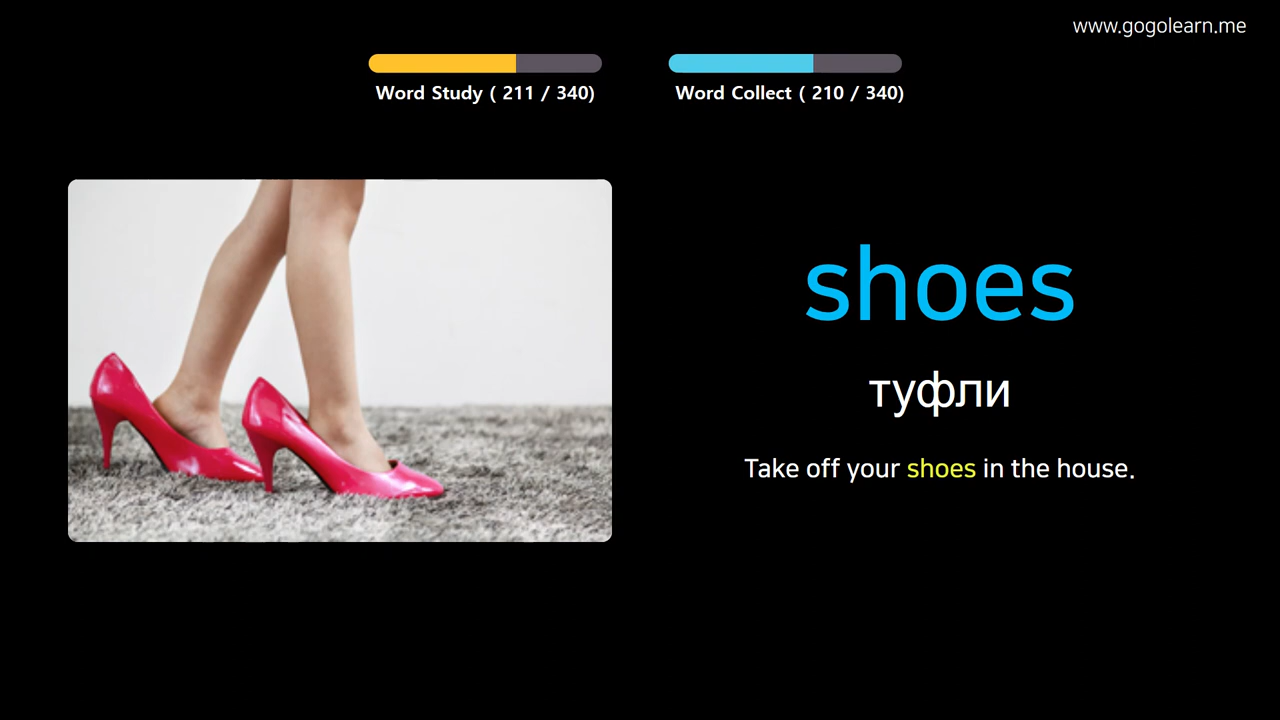 www.gogolearn.me
Word Study ( 211 / 340)
Word Collect ( 210 / 340)
shoes
туфли
Take off your shoes in the house.